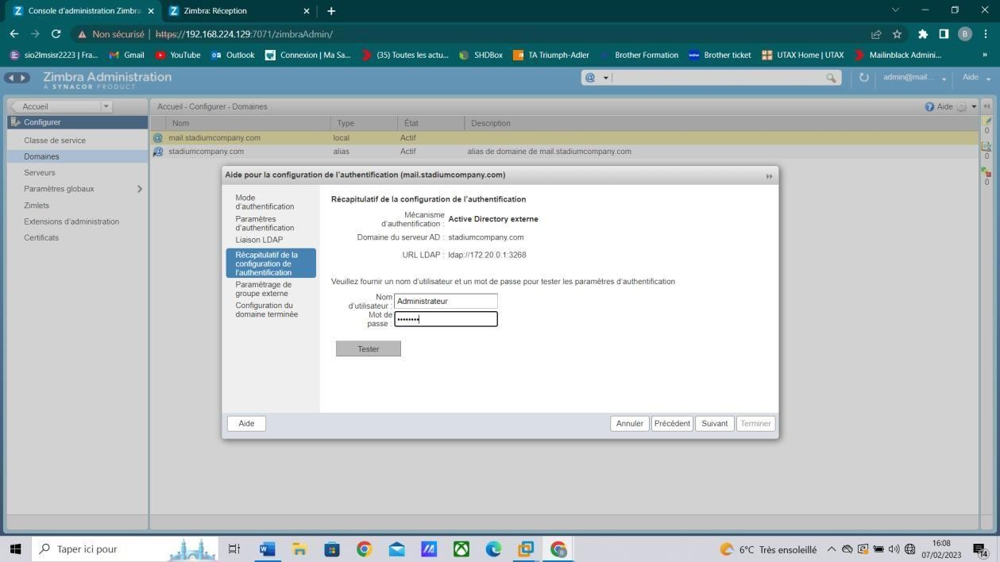 Console d'administration Zimbra
Zimbra: Réception
Non sécurisé
https://192.168.224.129:7071/zimbraAdmin/
B
sio2lmsisr2223 | Fra...
Gmail
YouTube
Outlook
Connexion | Ma Sa...
(35) Toutes les actu...
SHDBox
TA Triumph-Adler
Brother Formation
Brother ticket
UTAX Home | UTAX
Mailinblack Admini...
»
Zimbra Administration
A SYNACOR PRODUCT
@
admin@mail...
Aide
Accueil
Accueil - Configurer - Domaines
Aide
Configurer
Nom
Type
État
Description
0
Classe de service
Domaines
Serveurs
Paramètres globaux
Zimlets
Extensions d'administration
Certificats
mail.stadiumcompany.com
local
Actif
stadiumcompany.com
alias
Actif
alias de domaine de mail.stadiumcompany.com
0
0
Aide pour la configuration de l'authentification (mail.stadiumcompany.com)
Mode
d'authentification
Paramètres
d'authentification
Liaison LDAP
Récapitulatif de la
configuration de
l'authentification
Paramétrage de
groupe externe
Configuration du
domaine terminée
Récapitulatif de la configuration de l'authentification
Mécanisme
d'authentification :
Active Directory externe
Domaine du serveur AD :
stadiumcompany.com
URL LDAP :
ldap://172.20.0.1:3268
Veuillez fournir un nom d'utilisateur et un mot de passe pour tester les paramètres d'authentification
Nom
d'utilisateur :
Administrateur
Mot de
passe :
••••••••
Tester
Aide
Annuler
Précédent
Suivant
Terminer
Taper ici pour
6°C Très ensoleillé
16:08
07/02/2023
14